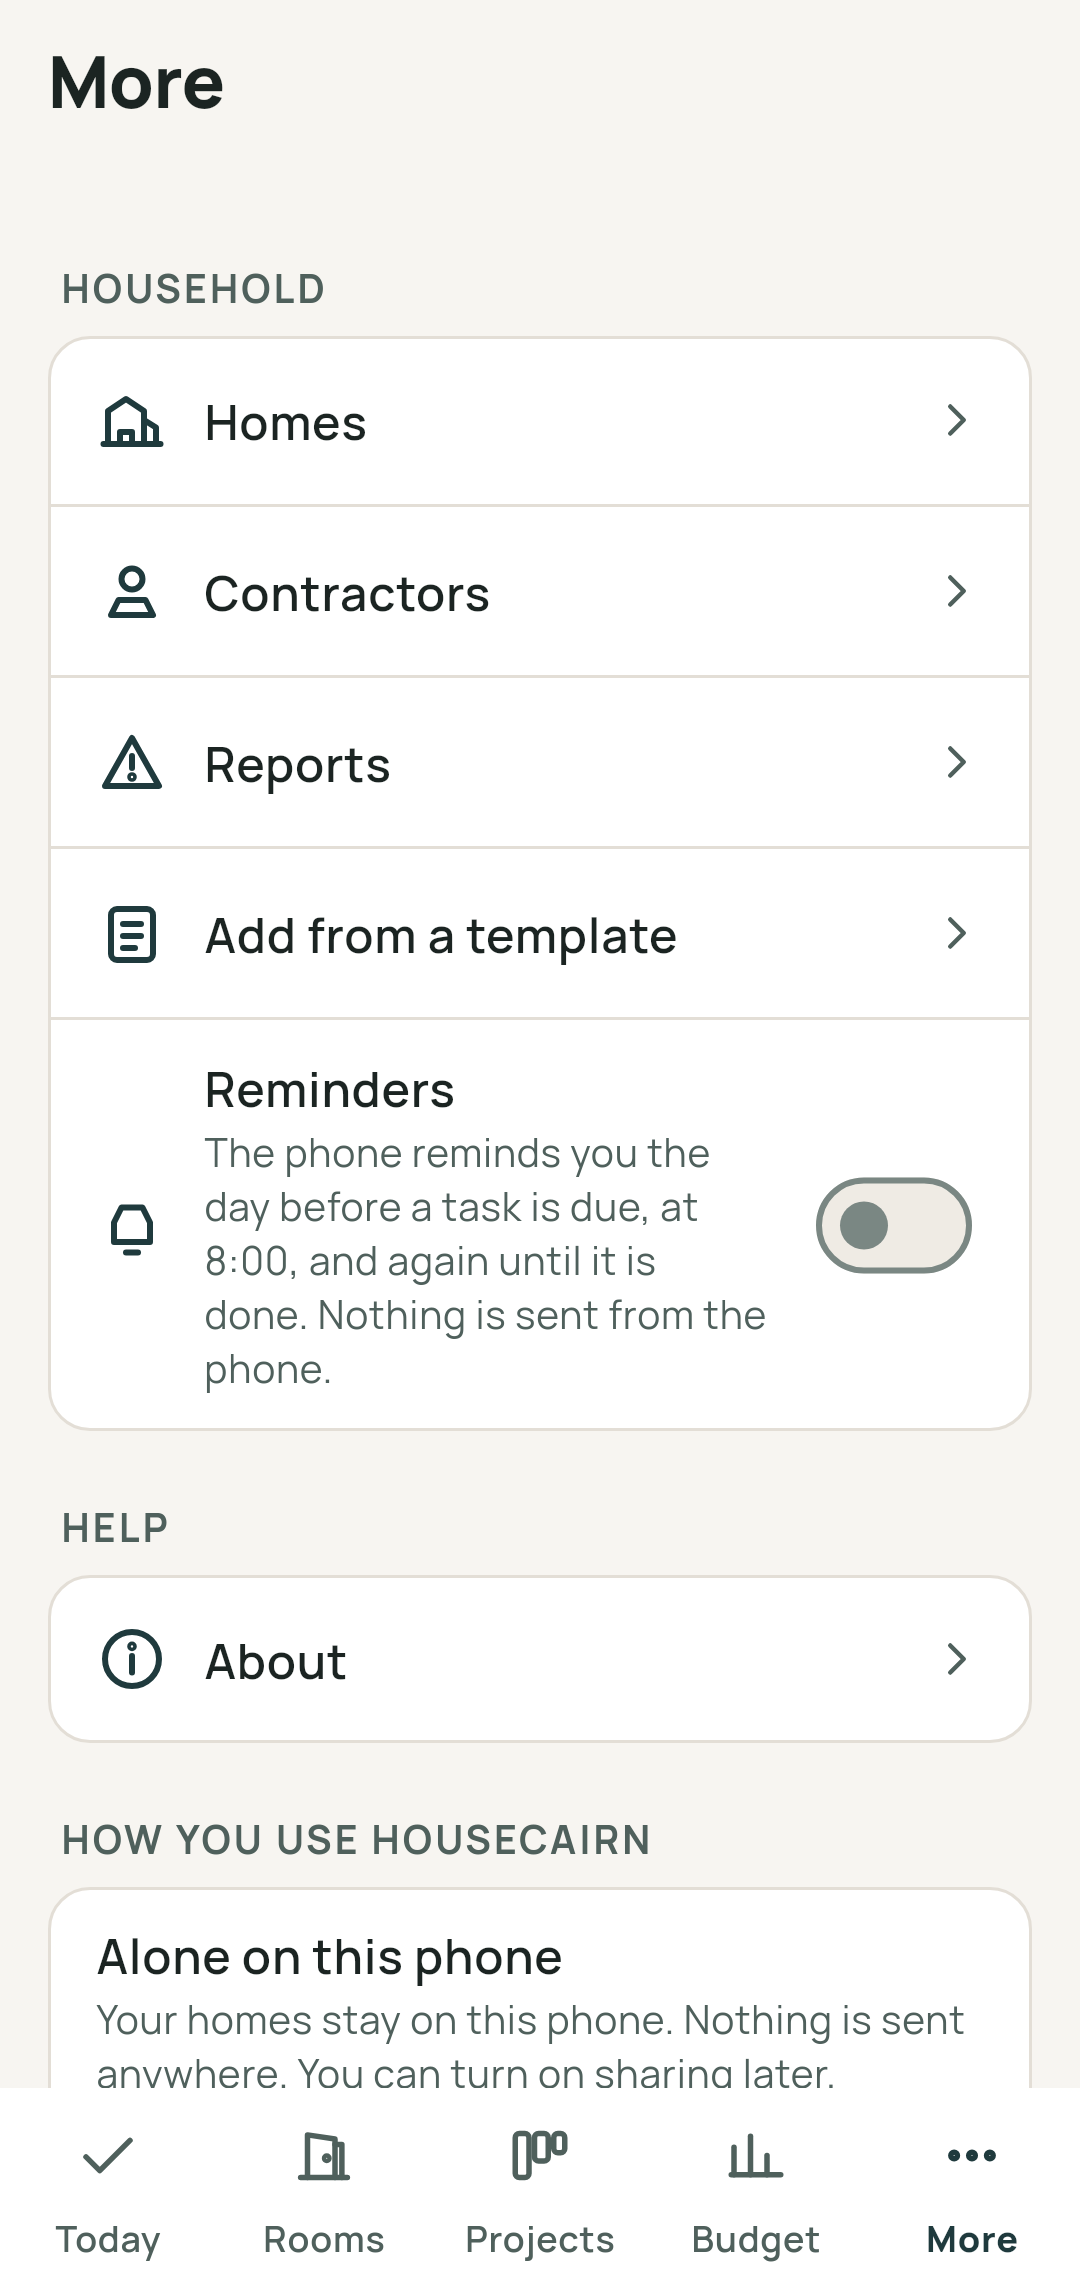 More
HOUSEHOLD
Homes
Contractors
Reports
Add from a template
Reminders
The phone reminds you the
day before a task is due, at
8:00, and again until it is
done. Nothing is sent from the
phone.
HELP
About
HOW YOU USE HOUSECAIRN
Alone on this phone
Your homes stay on this phone. Nothing is sent
anywhere. You can turn on sharing later.
Today
Rooms
Projects
Budget
More